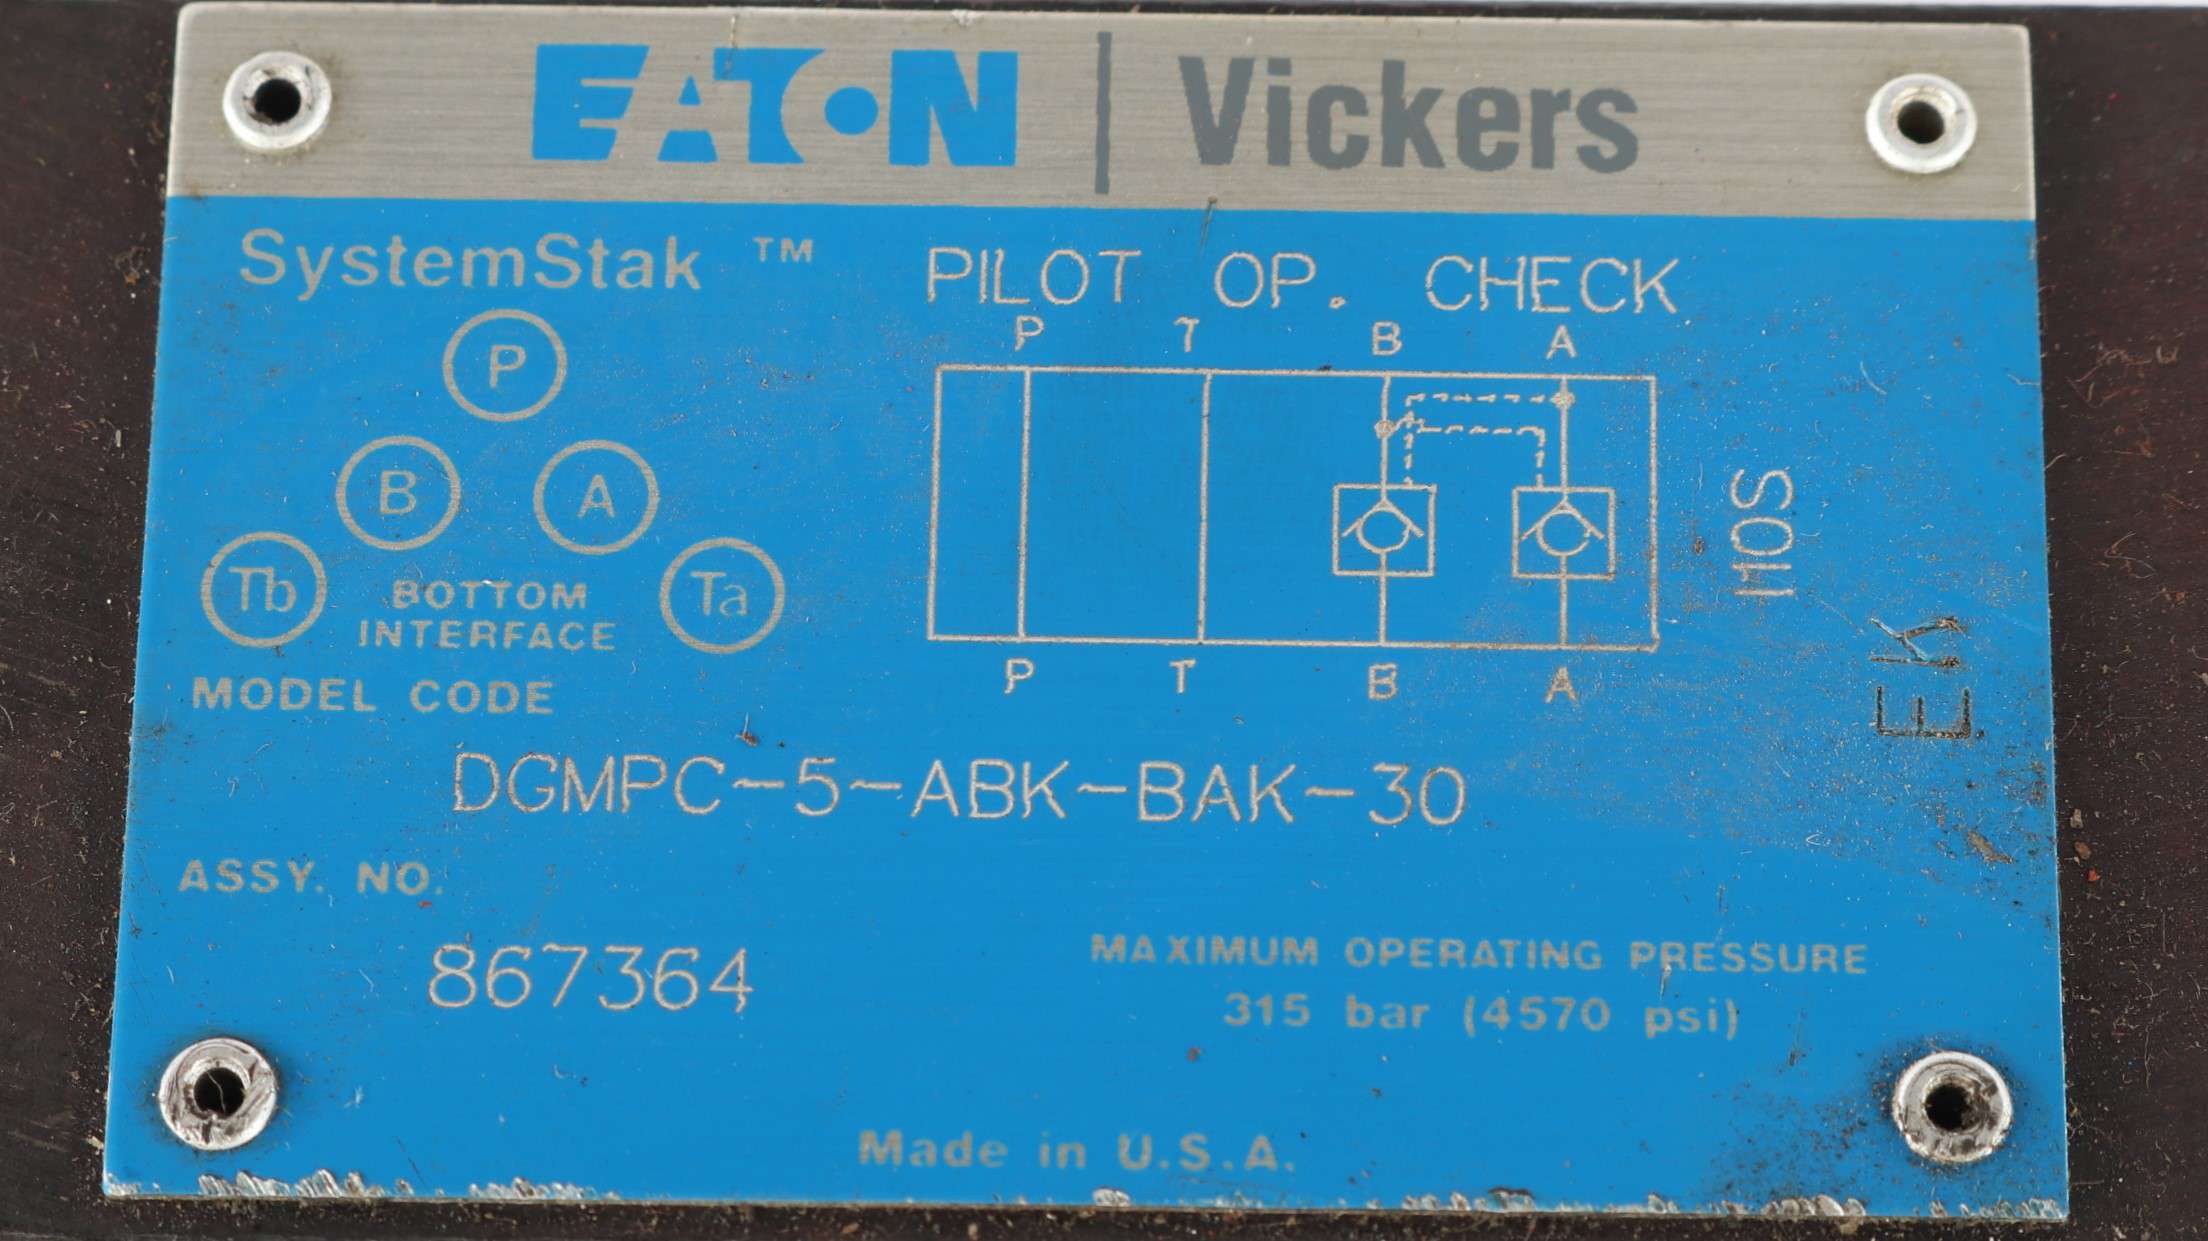 EATON | Vickers
SystemStak ™
PILOT OP. CHECK
P T B A
P
B A
Tb Ta
BOTTOM
INTERFACE
P T B A
EK
MODEL CODE
DGMPC-5-ABK-BAK-30
ASSY. NO.
867364
MAXIMUM OPERATING PRESSURE
315 bar (4570 psi)
Made in U.S.A.